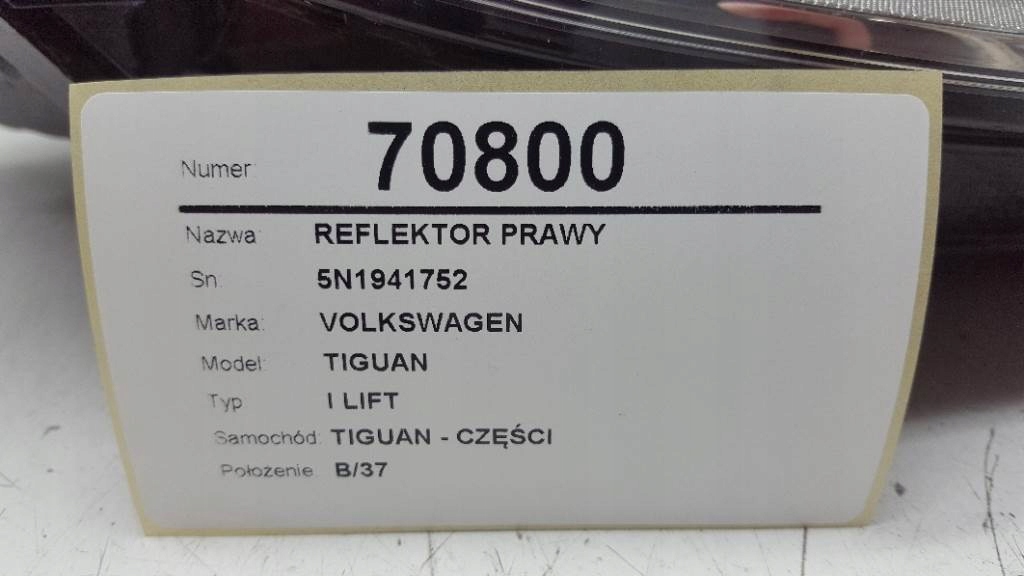 Numer: 70800
Nazwa: REFLEKTOR PRAWY
Sn: 5N1941752
Marka: VOLKSWAGEN
Model: TIGUAN
Typ I LIFT
Samochód: TIGUAN - CZĘŚCI
Położenie: B/37